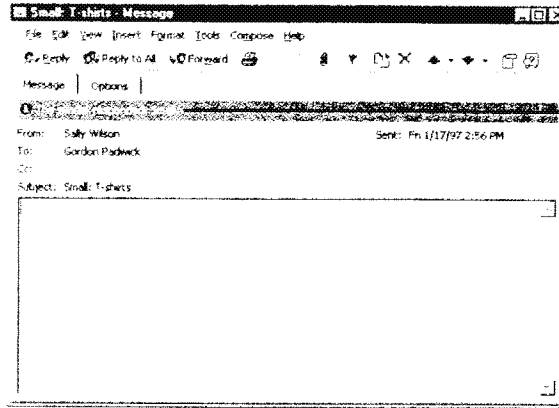 Small: T-shirts - Message
File Edit View Insert Format Tools Compose Help
Reply Reply to All Forward
Message Options
From: Sally Wilson Sent: Fri 1/17/97 2:56 PM
To: Gordon Padwick
Cc:
Subject: Small: T-shirts